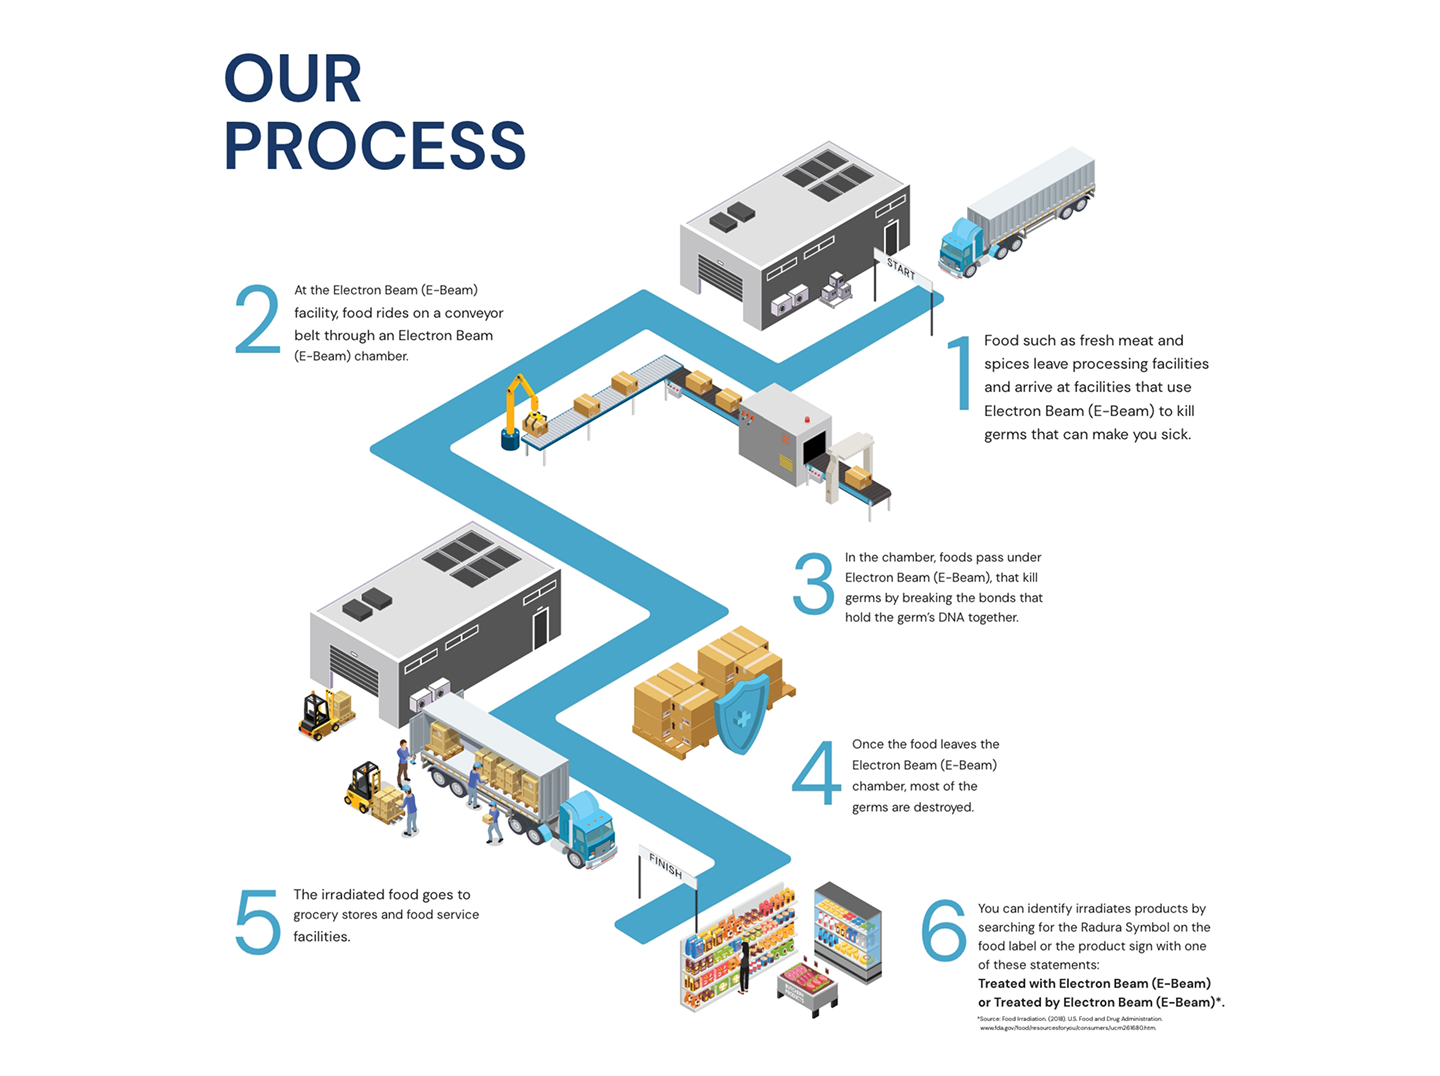 OUR
PROCESS
START
1
Food such as fresh meat and
spices leave processing facilities
and arrive at facilities that use
Electron Beam (E-Beam) to kill
germs that can make you sick.
2
At the Electron Beam (E-Beam)
facility, food rides on a conveyor
belt through an Electron Beam
(E-Beam) chamber.
3
In the chamber, foods pass under
Electron Beam (E-Beam), that kill
germs by breaking the bonds that
hold the germ's DNA together.
4
Once the food leaves the
Electron Beam (E-Beam)
chamber, most of the
germs are destroyed.
5
The irradiated food goes to
grocery stores and food service
facilities.
FINISH
6
You can identify irradiates products by
searching for the Radura Symbol on the
food label or the product sign with one
of these statements:
Treated with Electron Beam (E-Beam)
or Treated by Electron Beam (E-Beam)*.
*Source: Food Irradiation. (2018). U.S. Food and Drug Administration.
www.fda.gov/food/resourcesforyou/consumers/ucm261680.htm.
PRODUCTS